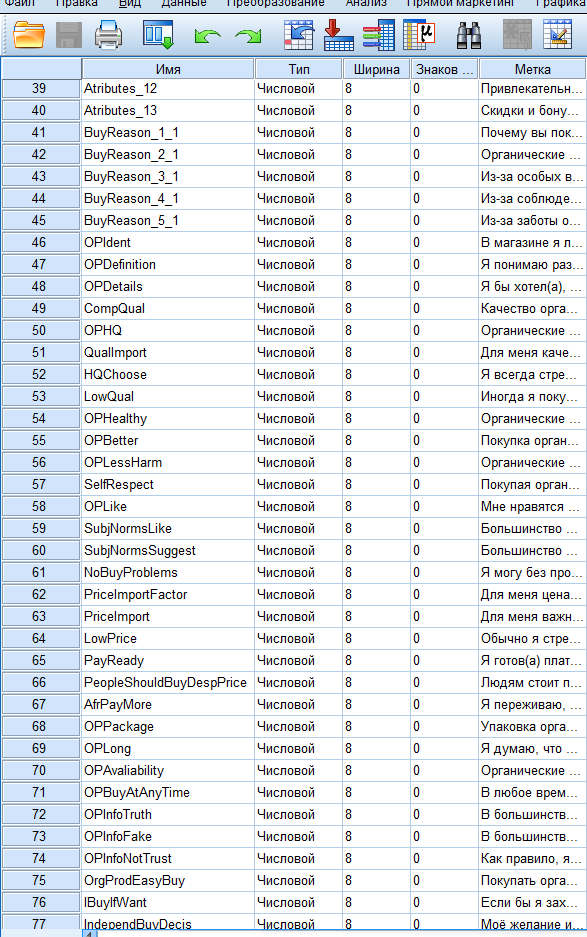 Файл Правка Вид Данные Преобразование Анализ Прямой маркетинг Графика
Имя Тип Ширина Знаков ... Метка
39 Atributes_12 Числовой 8 0 Привлекательн...
40 Atributes_13 Числовой 8 0 Скидки и бону...
41 BuyReason_1_1 Числовой 8 0 Почему вы пок...
42 BuyReason_2_1 Числовой 8 0 Органические ...
43 BuyReason_3_1 Числовой 8 0 Из-за особых в...
44 BuyReason_4_1 Числовой 8 0 Из-за соблюде...
45 BuyReason_5_1 Числовой 8 0 Из-за заботы о...
46 OPIdent Числовой 8 0 В магазине я л...
47 OPDefinition Числовой 8 0 Я понимаю раз...
48 OPDetails Числовой 8 0 Я бы хотел(а), ...
49 CompQual Числовой 8 0 Качество орга...
50 OPHQ Числовой 8 0 Органические ...
51 QualImport Числовой 8 0 Для меня каче...
52 HQChoose Числовой 8 0 Я всегда стре...
53 LowQual Числовой 8 0 Иногда я поку...
54 OPHealthy Числовой 8 0 Органические ...
55 OPBetter Числовой 8 0 Покупка орган...
56 OPLessHarm Числовой 8 0 Органические ...
57 SelfRespect Числовой 8 0 Покупая орган...
58 OPLike Числовой 8 0 Мне нравятся ...
59 SubjNormsLike Числовой 8 0 Большинство ...
60 SubjNormsSuggest Числовой 8 0 Большинство ...
61 NoBuyProblems Числовой 8 0 Я могу без про...
62 PriceImportFactor Числовой 8 0 Для меня цена...
63 PriceImport Числовой 8 0 Для меня важн...
64 LowPrice Числовой 8 0 Обычно я стре...
65 PayReady Числовой 8 0 Я готов(а) плат...
66 PeopleShouldBuyDespPrice Числовой 8 0 Людям стоит п...
67 AfrPayMore Числовой 8 0 Я переживаю, ...
68 OPPackage Числовой 8 0 Упаковка орга...
69 OPLong Числовой 8 0 Я думаю, что ...
70 OPAvaliability Числовой 8 0 Органические ...
71 OPBuyAtAnyTime Числовой 8 0 В любое врем...
72 OPInfoTruth Числовой 8 0 В большинств...
73 OPInfoFake Числовой 8 0 В большинств...
74 OPInfoNotTrust Числовой 8 0 Как правило, я...
75 OrgProdEasyBuy Числовой 8 0 Покупать орга...
76 IBuyIfWant Числовой 8 0 Если бы я зах...
77 IndependBuyDecis Числовой 8 0 Моё желание и...